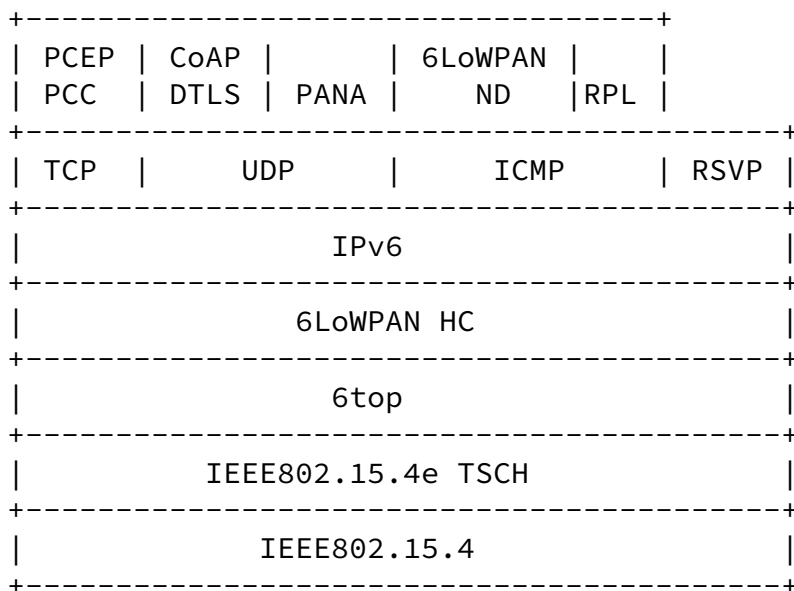 | PCEP | CoAP | | 6LoWPAN | |
| PCC | DTLS | PANA | ND |RPL |
| TCP | UDP | ICMP | RSVP |
| IPv6 |
| 6LoWPAN HC |
| 6top |
| IEEE802.15.4e TSCH |
| IEEE802.15.4 |